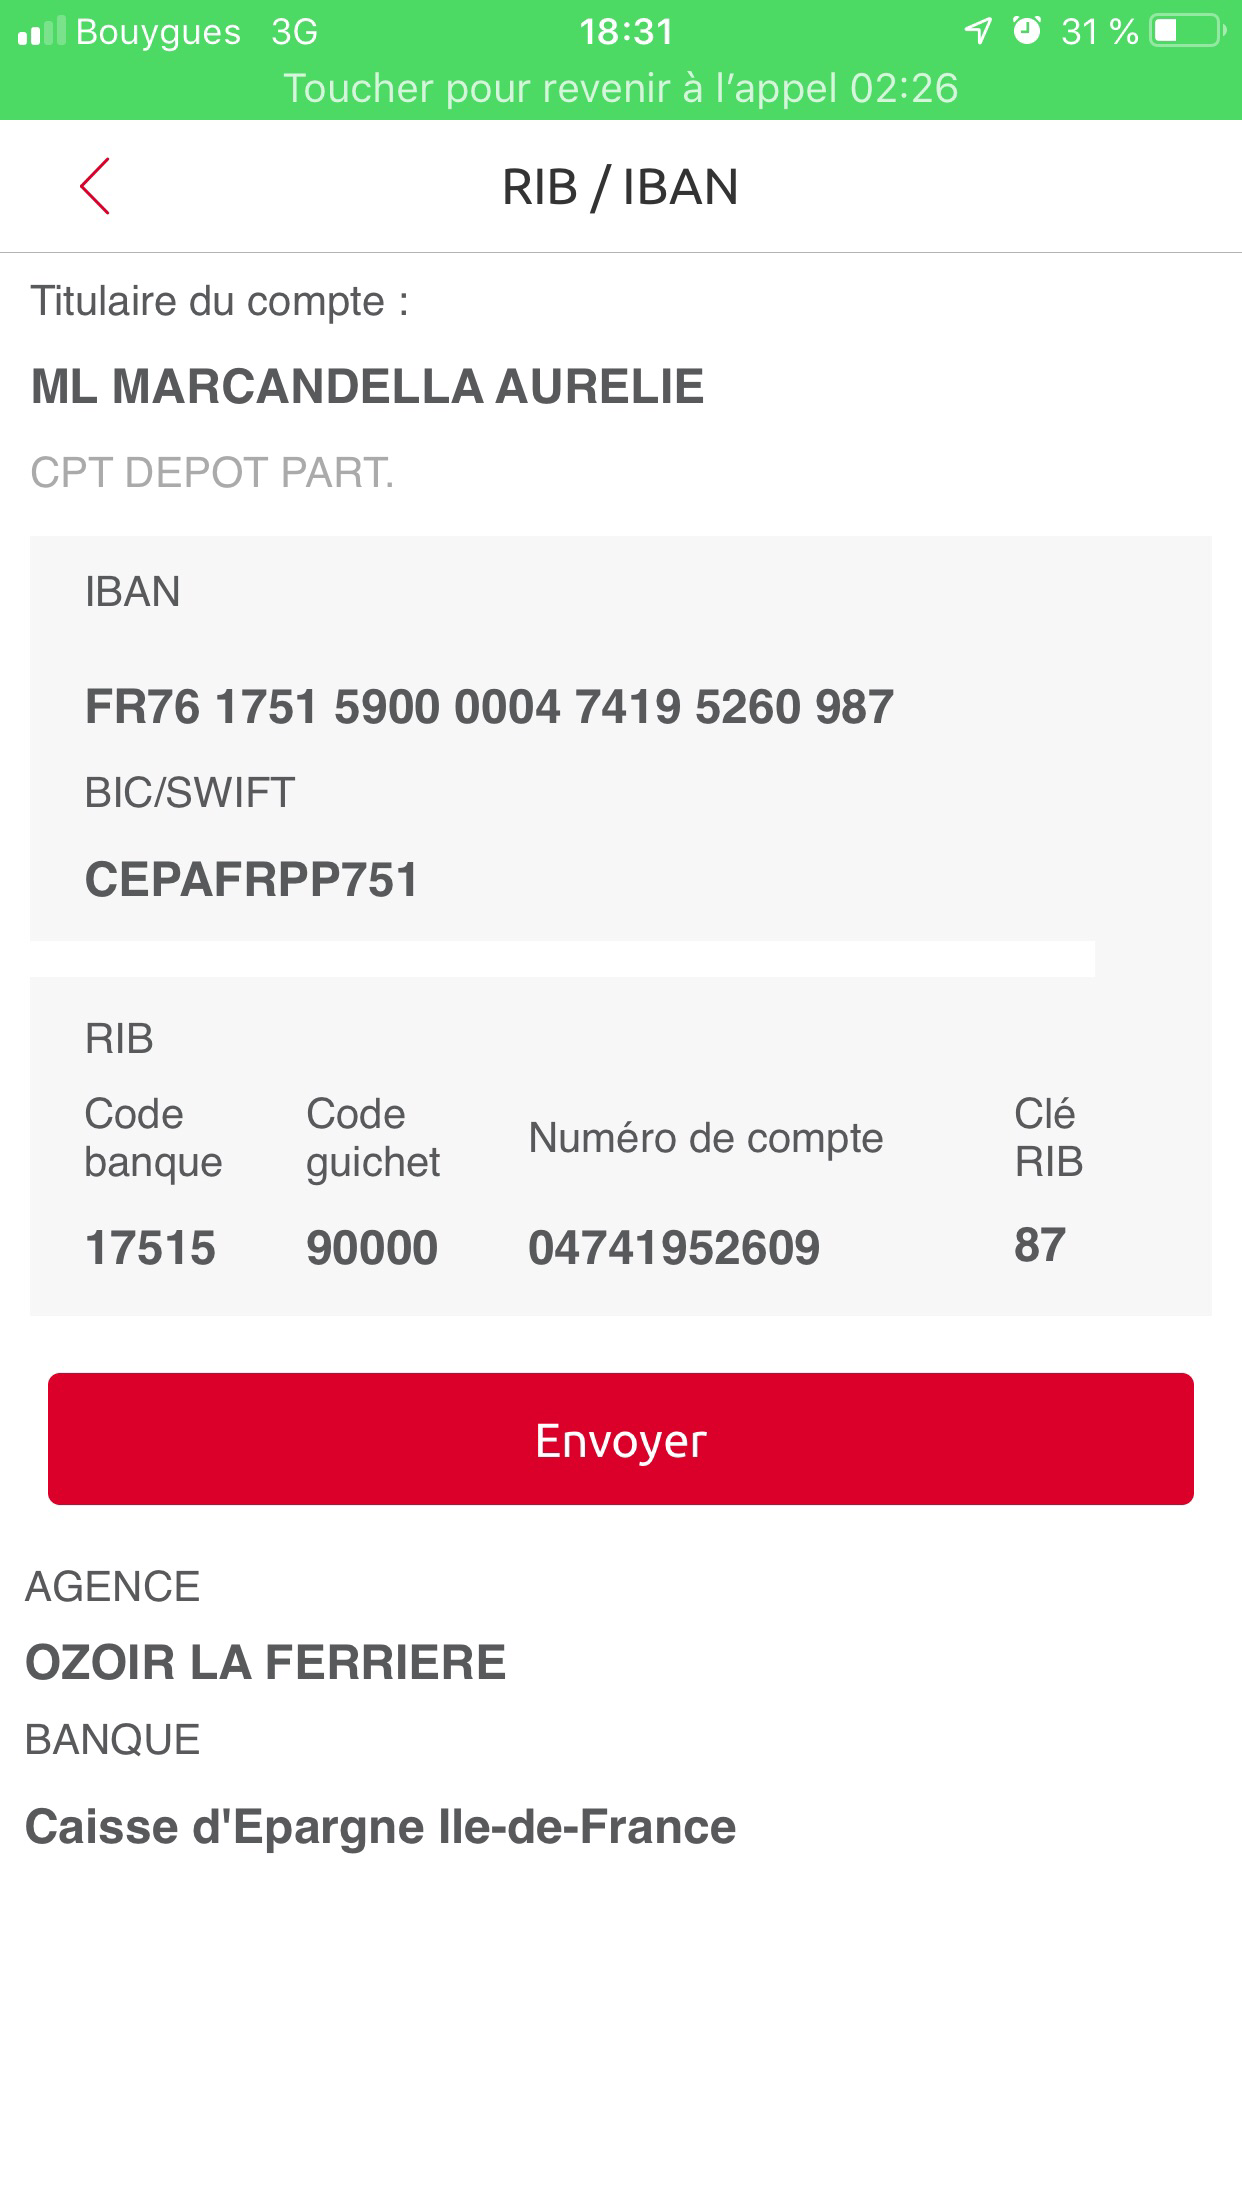 Bouygues 3G 18:31 31 %
Toucher pour revenir à l’appel 02:26
RIB / IBAN
Titulaire du compte :
ML MARCANDELLA AURELIE
CPT DEPOT PART.
IBAN
FR76 1751 5900 0004 7419 5260 987
BIC/SWIFT
CEPAFRPP751
RIB
Code banque Code guichet Numéro de compte Clé RIB
17515 90000 04741952609 87
Envoyer
AGENCE
OZOIR LA FERRIERE
BANQUE
Caisse d'Epargne Ile-de-France